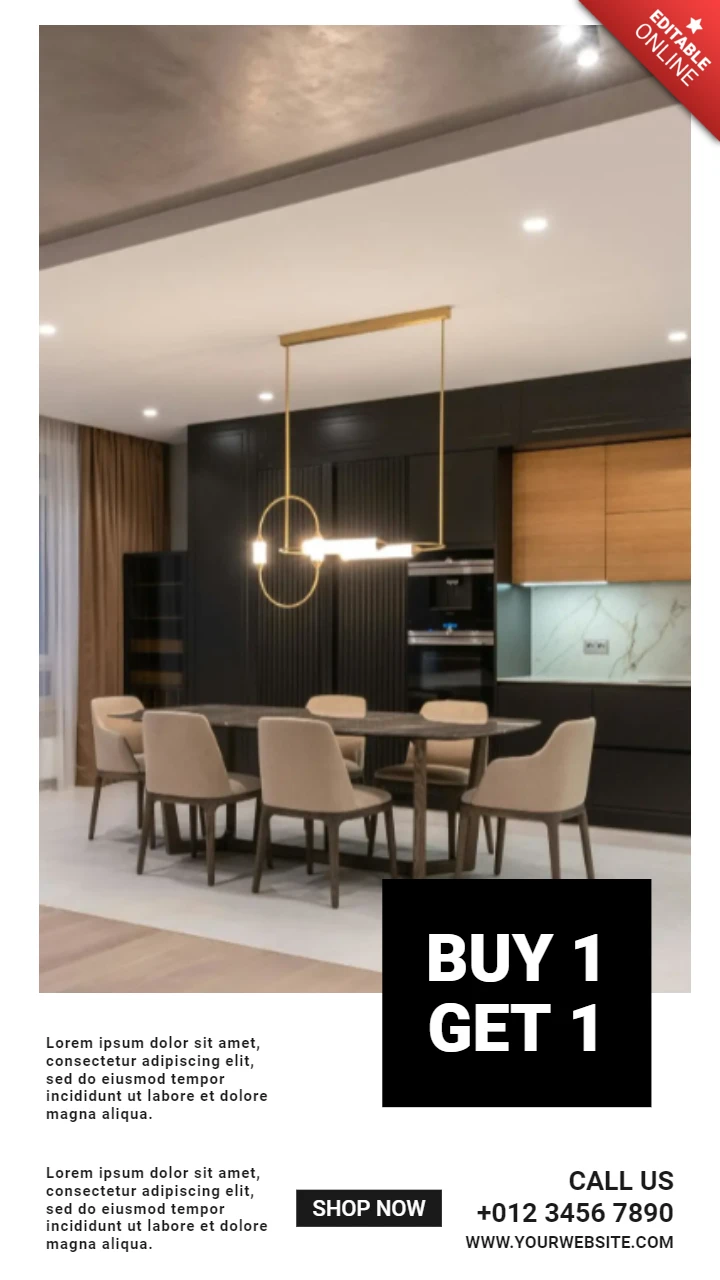 EDITABLE
ONLINE
BUY 1
GET 1
Lorem ipsum dolor sit amet,
consectetur adipiscing elit,
sed do eiusmod tempor
incididunt ut labore et dolore
magna aliqua.
Lorem ipsum dolor sit amet,
consectetur adipiscing elit,
sed do eiusmod tempor
incididunt ut labore et dolore
magna aliqua.
SHOP NOW
CALL US
+012 3456 7890
WWW.YOURWEBSITE.COM